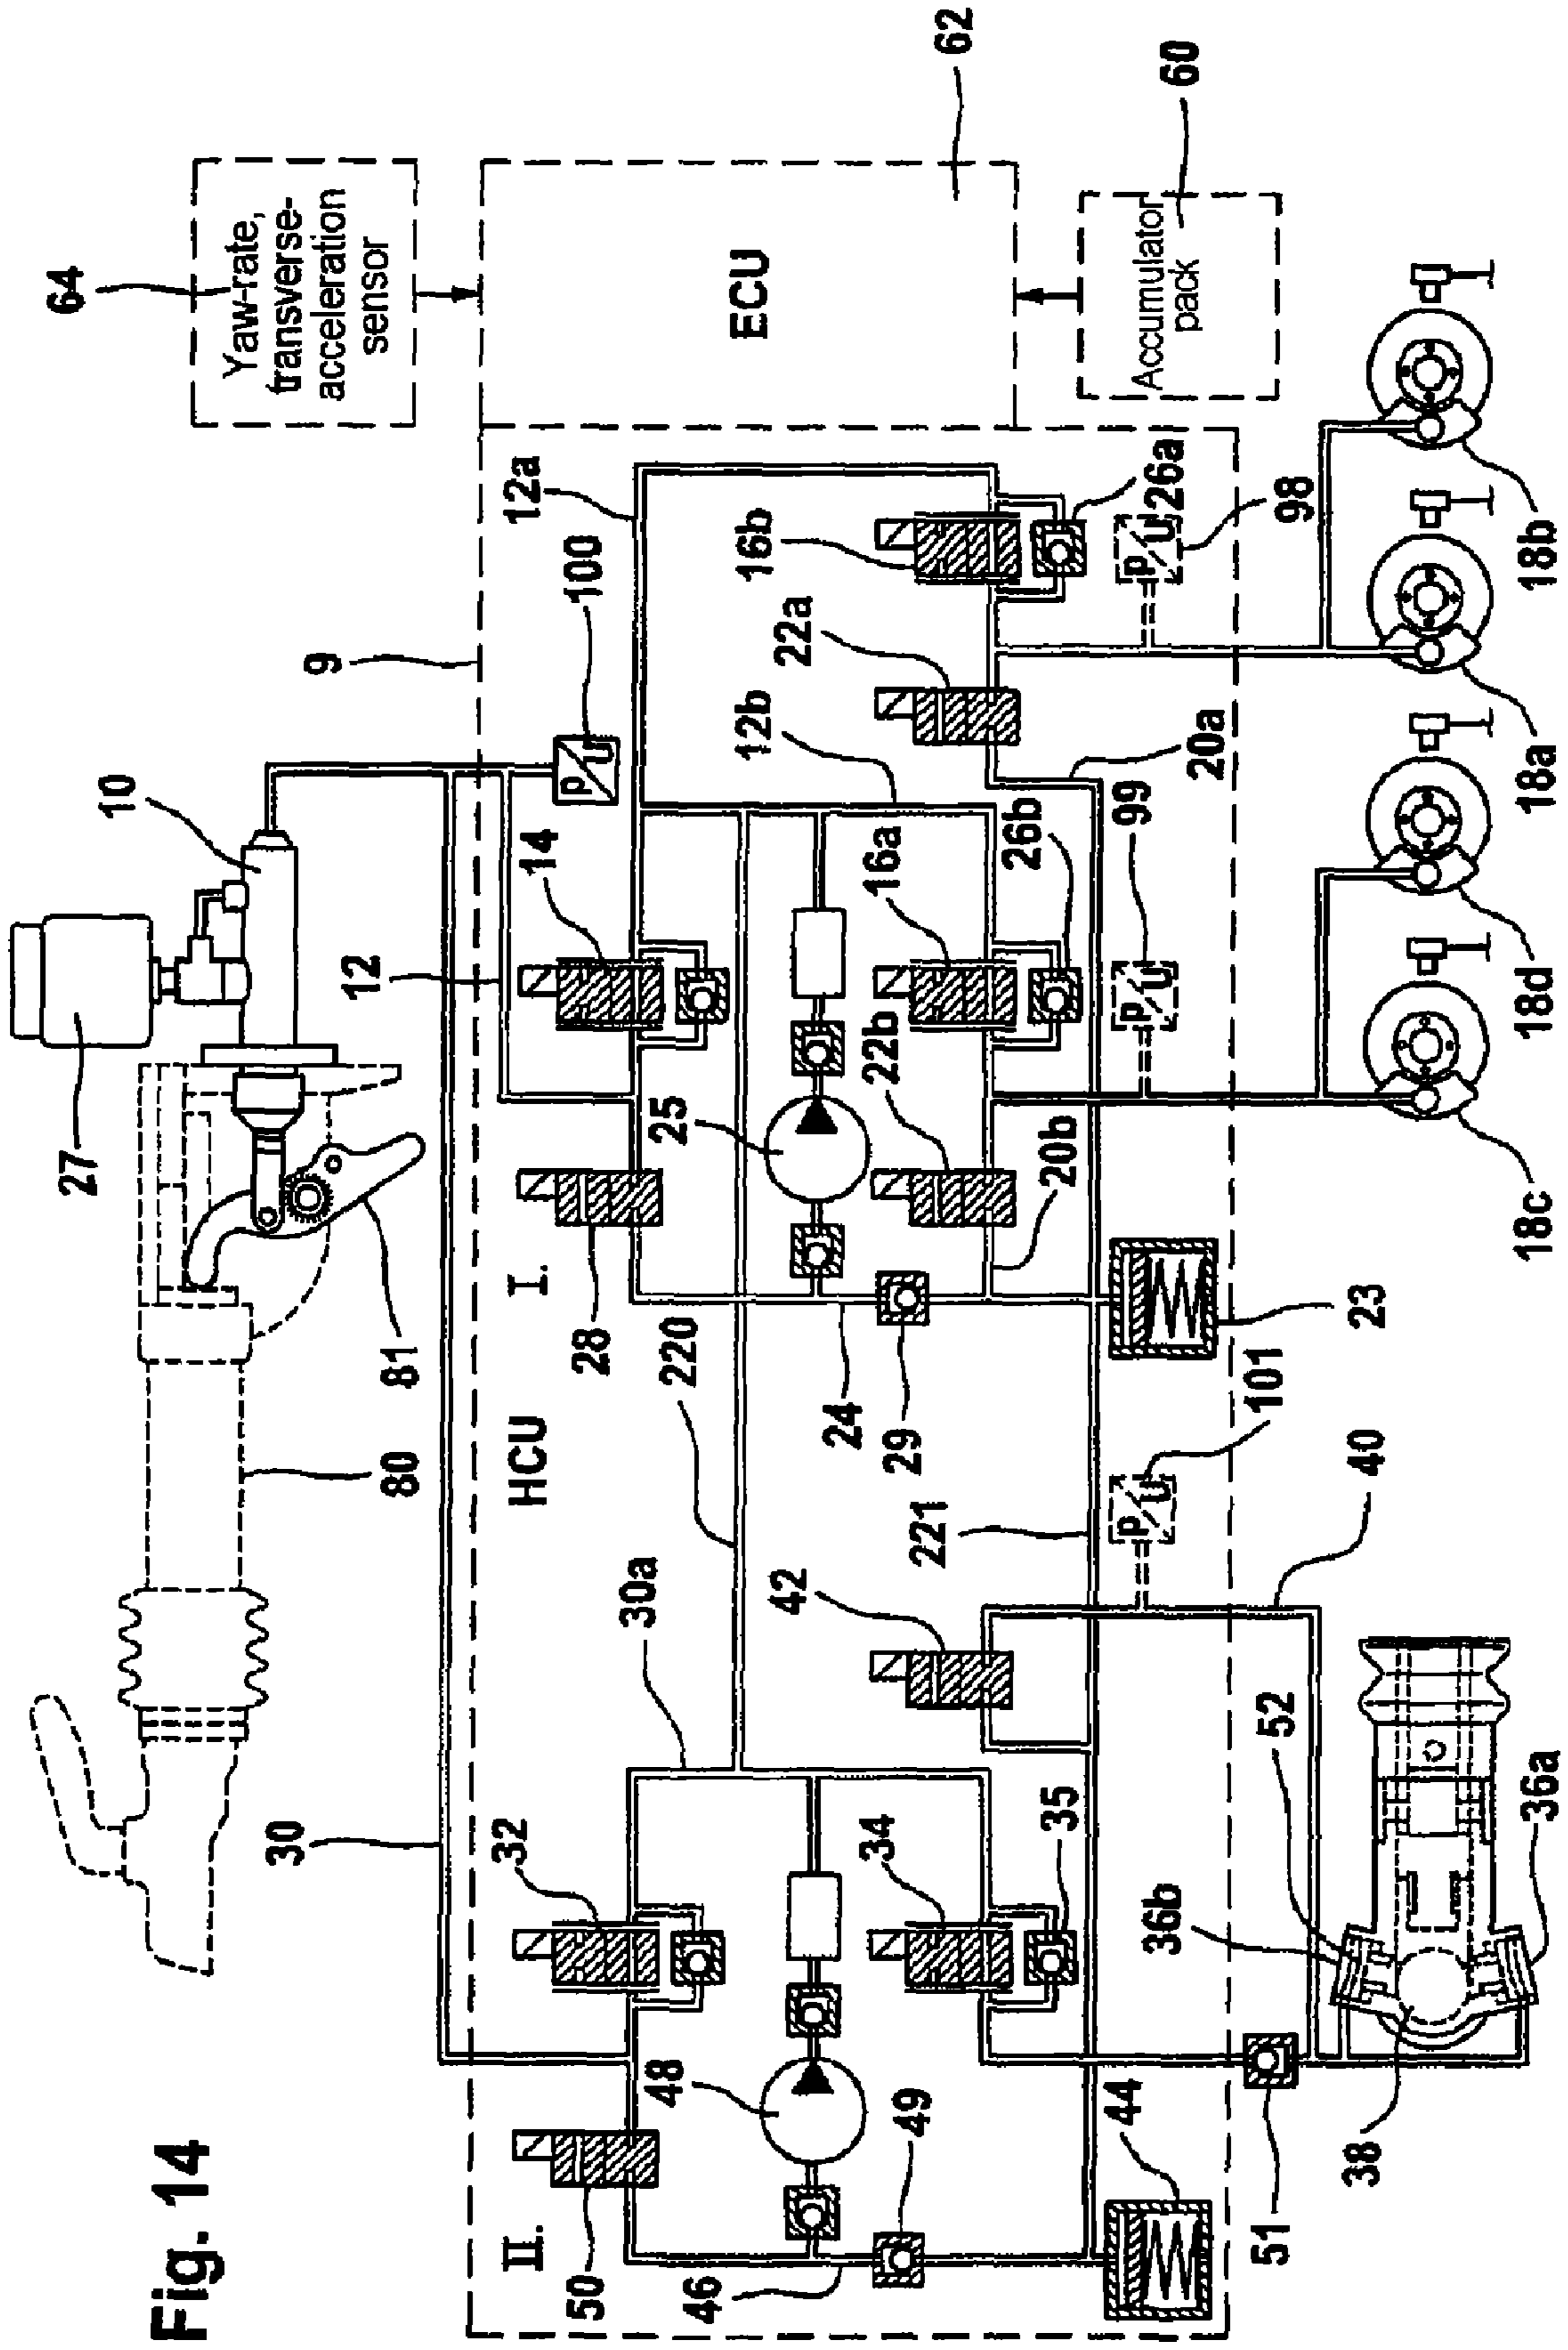 Fig. 14
27
10
64
Yaw-rate,
transverse-
acceleration
sensor
30
80
81
12
9
HCU
II.
I.
50
32
28
14
100
12a
62
46
48
30a
220
25
12b
22a
16b
ECU
49
34
42
221
24
29
22b
16a
20b
26b
20a
35
44
101
99
P
U
P
U
P
U
P
U
26a
98
60
Accumulator
pack
36b
52
40
23
51
38
36a
18c
18d
18a
18b